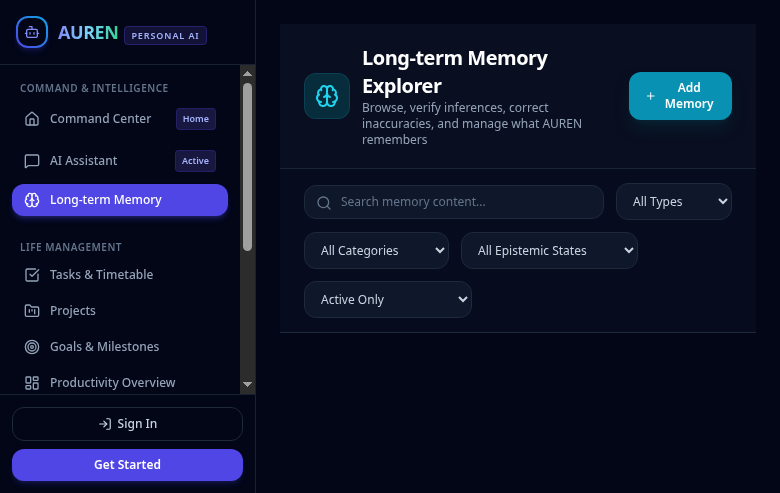 AUREN PERSONAL AI
COMMAND & INTELLIGENCE
Command Center Home
AI Assistant Active
Long-term Memory
LIFE MANAGEMENT
Tasks & Timetable
Projects
Goals & Milestones
Productivity Overview
Sign In
Get Started
Long-term Memory
Explorer
Browse, verify inferences, correct
inaccuracies, and manage what AUREN
remembers
Add
Memory
Search memory content...
All Types
All Categories
All Epistemic States
Active Only